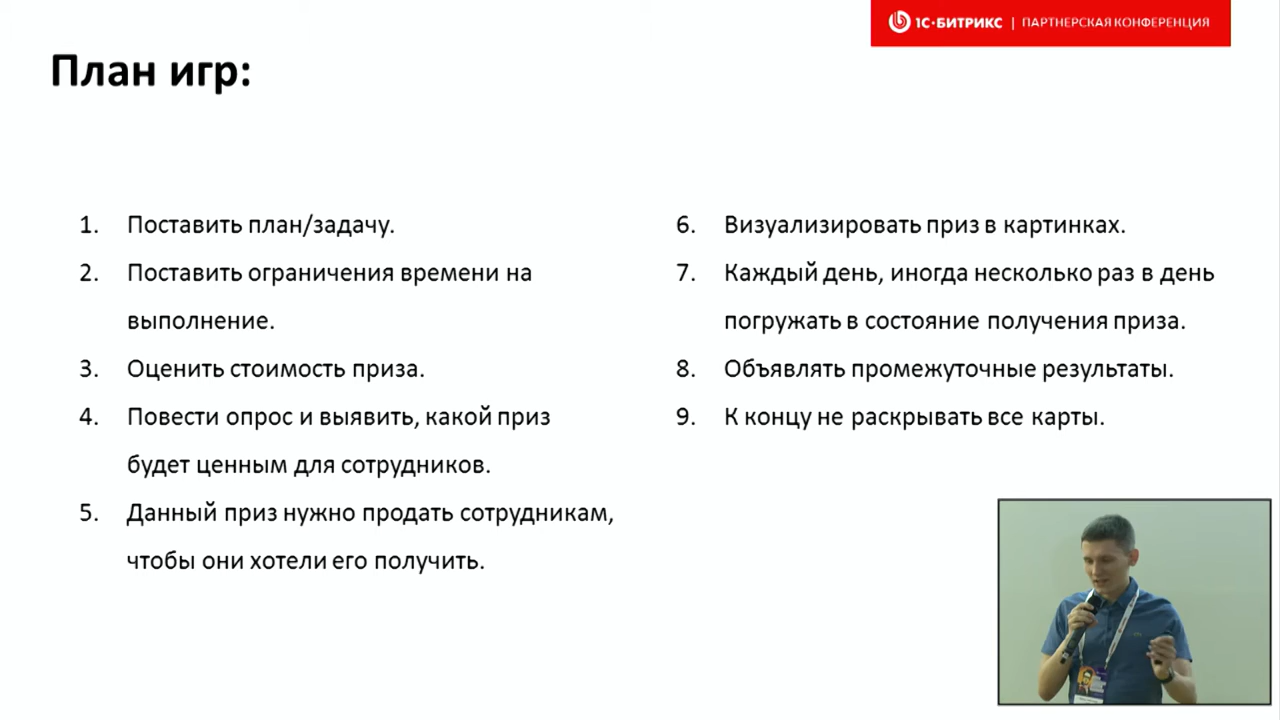 1С·БИТРИКС | ПАРТНЕРСКАЯ КОНФЕРЕНЦИЯ
План игр:
1. Поставить план/задачу.
2. Поставить ограничения времени на
выполнение.
3. Оценить стоимость приза.
4. Повести опрос и выявить, какой приз
будет ценным для сотрудников.
5. Данный приз нужно продать сотрудникам,
чтобы они хотели его получить.
6. Визуализировать приз в картинках.
7. Каждый день, иногда несколько раз в день
погружать в состояние получения приза.
8. Объявлять промежуточные результаты.
9. К концу не раскрывать все карты.